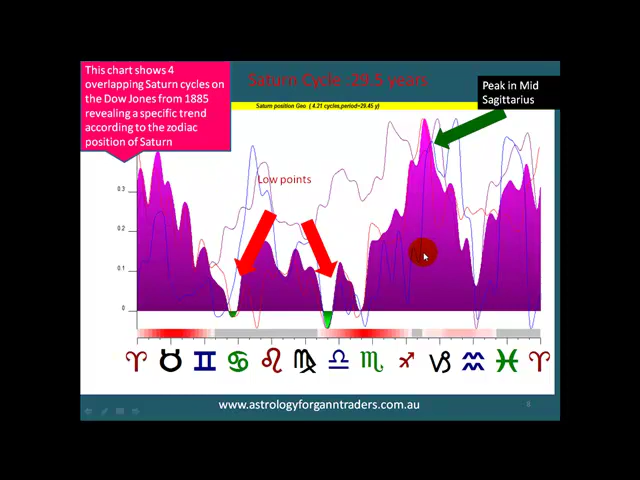 This chart shows 4
overlapping Saturn cycles on
the Dow Jones from 1885
revealing a specific trend
according to the zodiac
position of Saturn
Saturn Cycle: 29.5 years
Saturn position Geo ( 4.21 cycles,period=29.45 y)
Peak in Mid
Sagittarius
Low points
0.3
0.2
0.1
0
♈ ♉ ♊ ♋ ♌ ♍ ♎ ♏ ♐ ♑ ♒ ♓ ♈
www.astrologyforganntraders.com.au
8